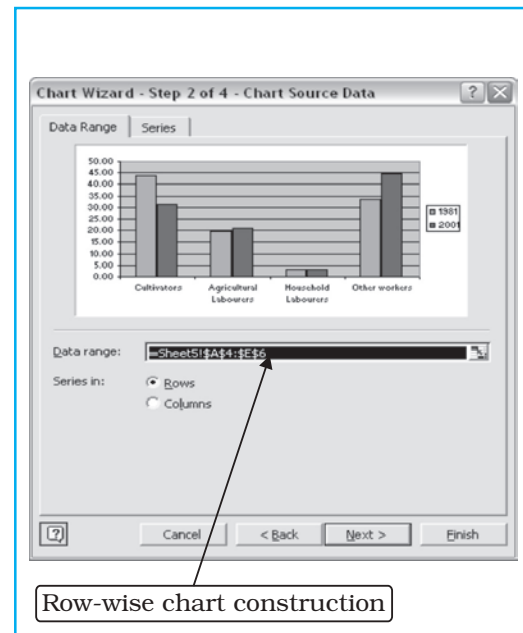 Chart Wizard - Step 2 of 4 - Chart Source Data
Data Range
Series
50.00
45.00
40.00
35.00
30.00
25.00
20.00
15.00
10.00
5.00
0.00
Cultivators
Agricultural
Labourers
Household
Labourers
Other workers
1981
2001
Data range:
=Sheet5!$A$4:$E$6
Series in:
Rows
Columns
?
Cancel
< Back
Next >
Finish
Row-wise chart construction